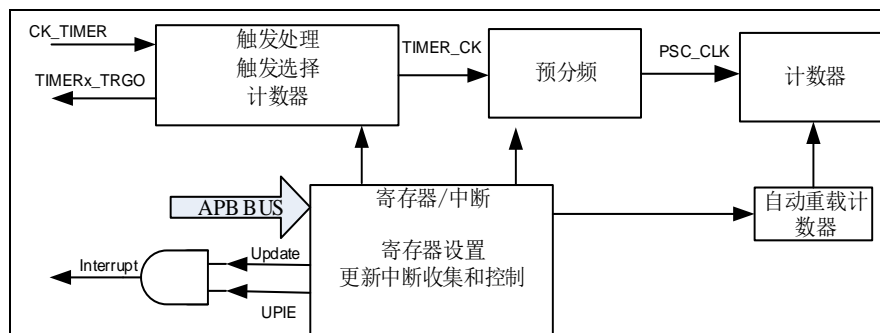 CK_TIMER
TIMERx_TRGO
触发处理
触发选择
计数器
TIMER_CK
预分频
PSC_CLK
计数器
APB BUS
寄存器/中断
寄存器设置
更新中断收集和控制
自动重载计
数器
Interrupt
Update
UPIE